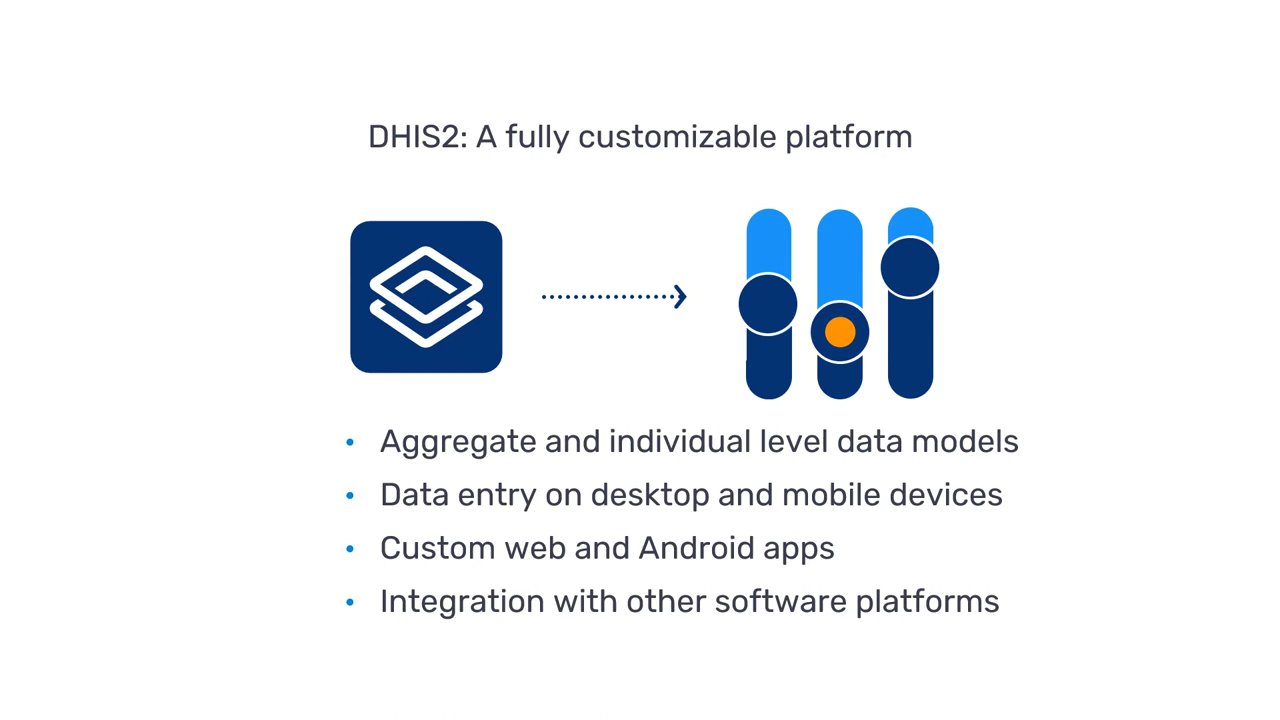 DHIS2: A fully customizable platform
• Aggregate and individual level data models
• Data entry on desktop and mobile devices
• Custom web and Android apps
• Integration with other software platforms